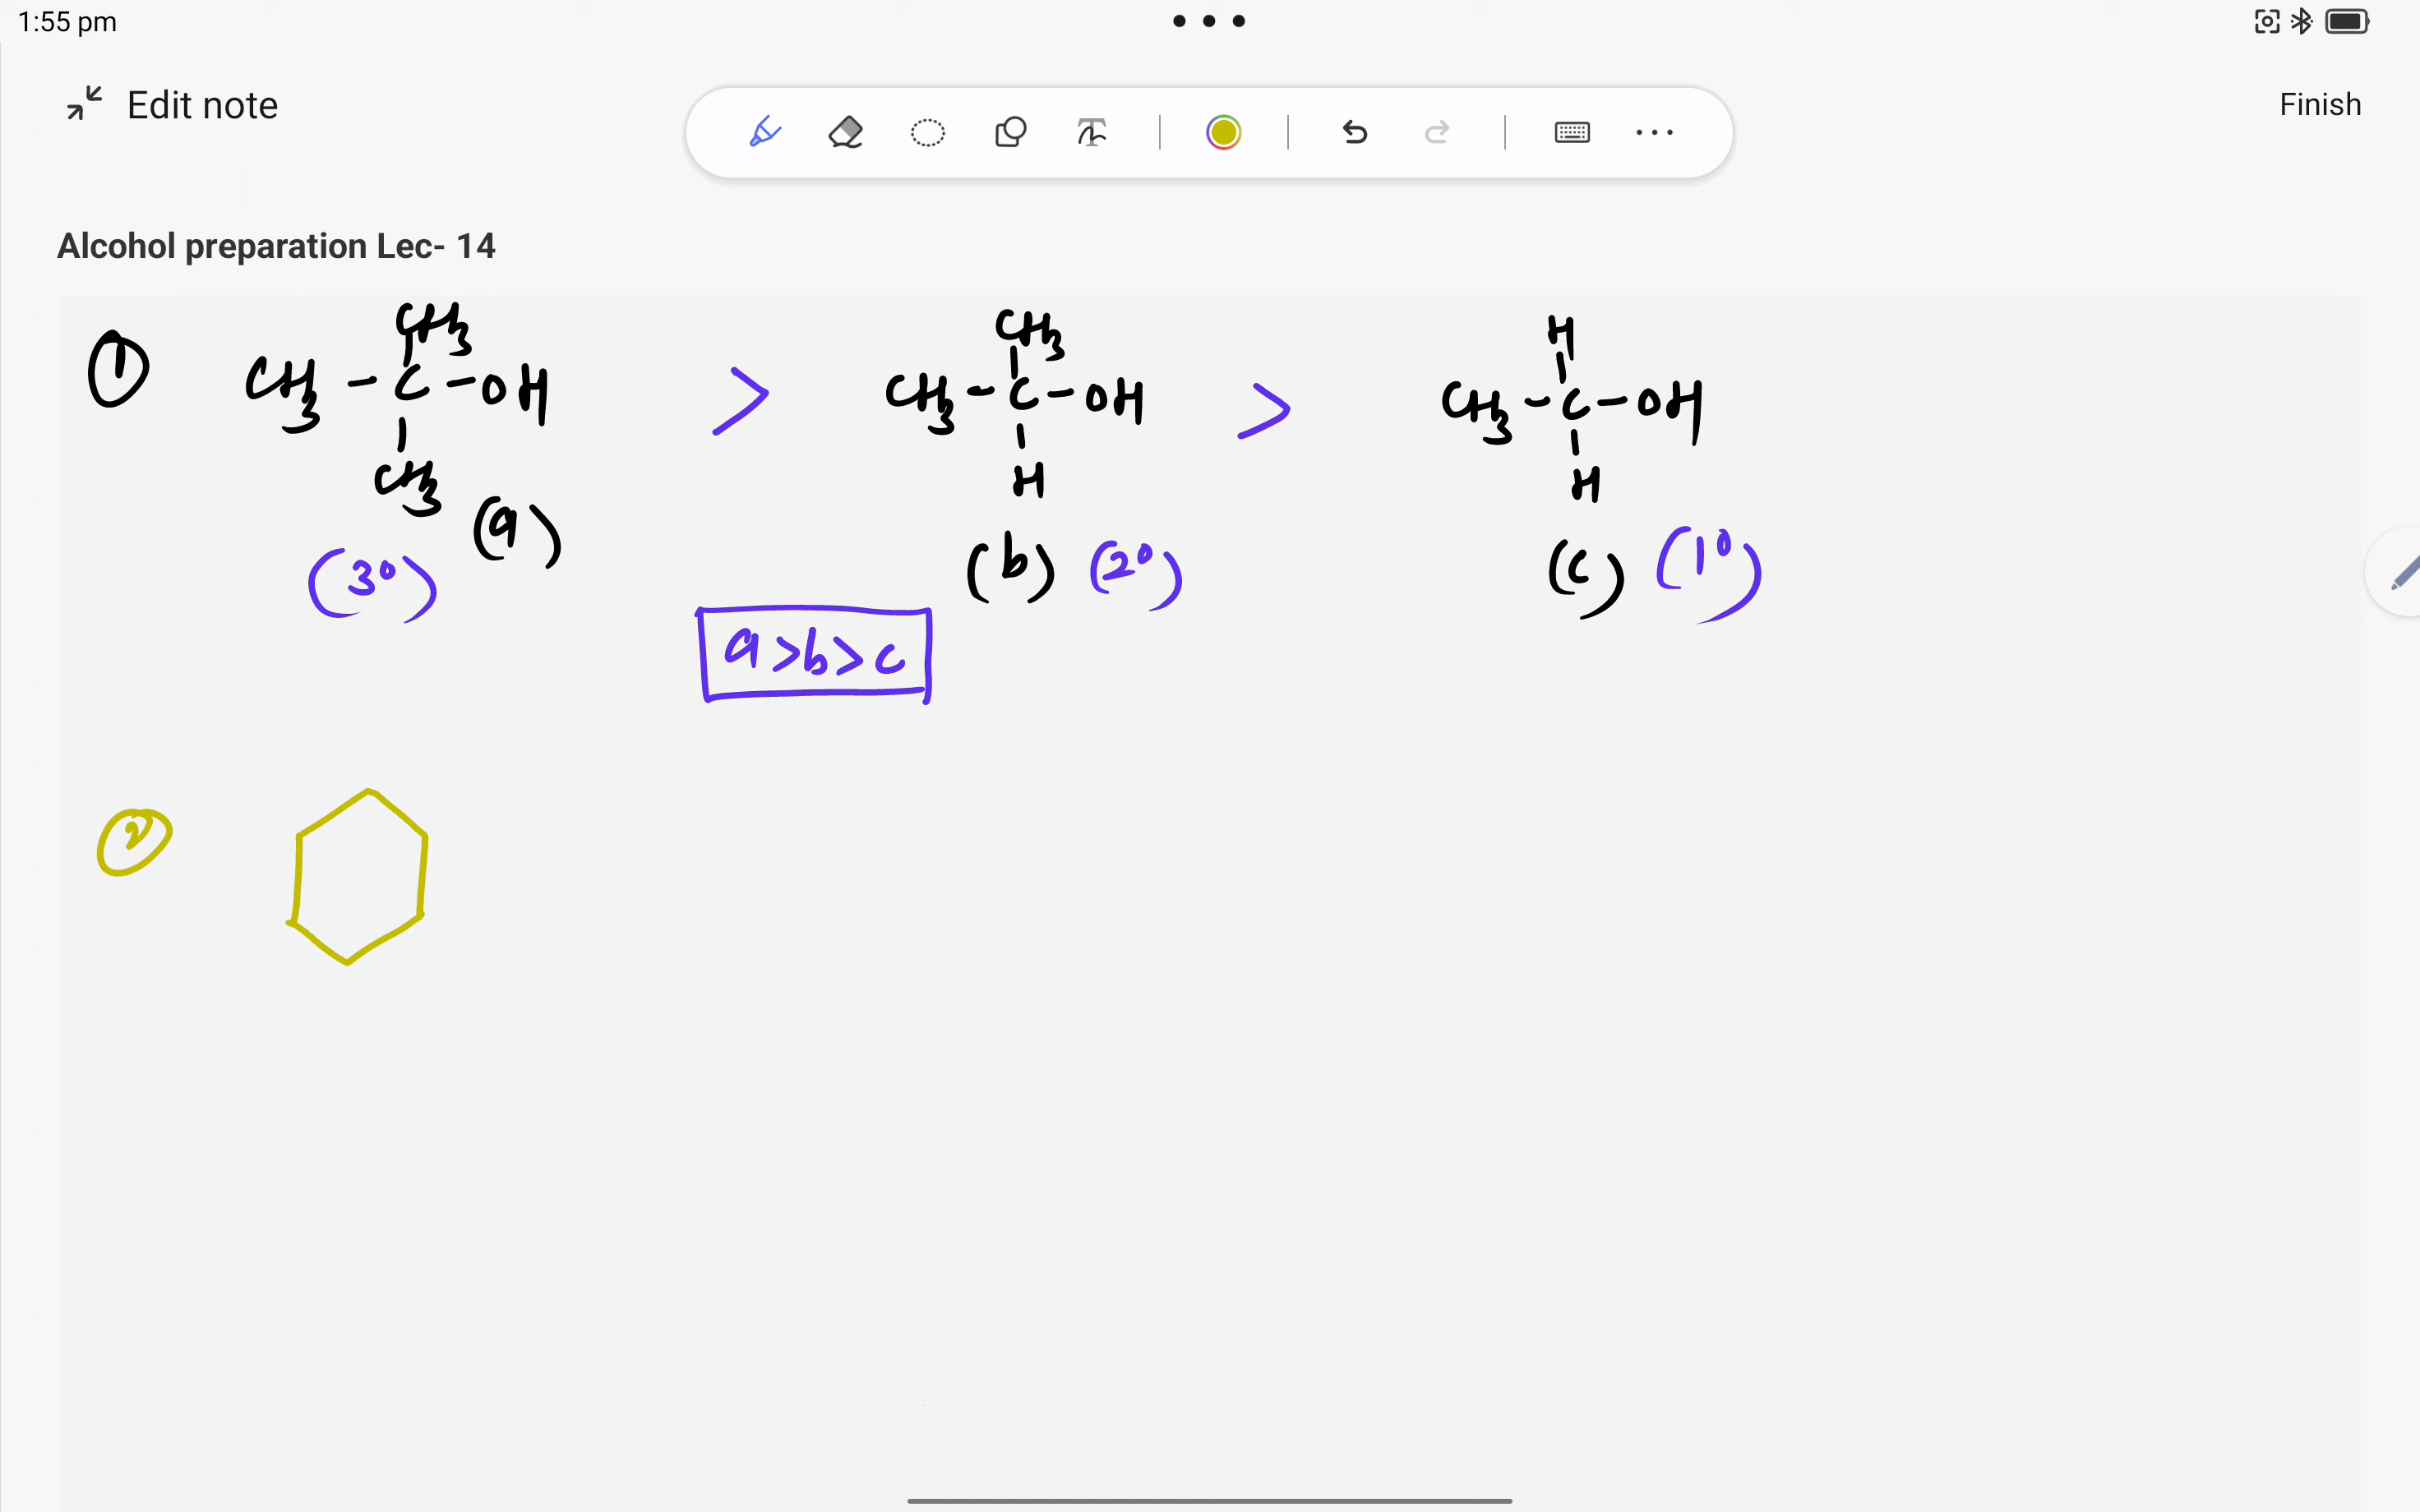 1:55 pm
Edit note
Finish
Alcohol preparation Lec- 14
① CH3 - C - OH > CH3 - C - OH > CH3 - C - OH
CH3 CH3 H
CH3 H H
(a) (b) (c)
(3°) (2°) (1°)
a > b > c
②